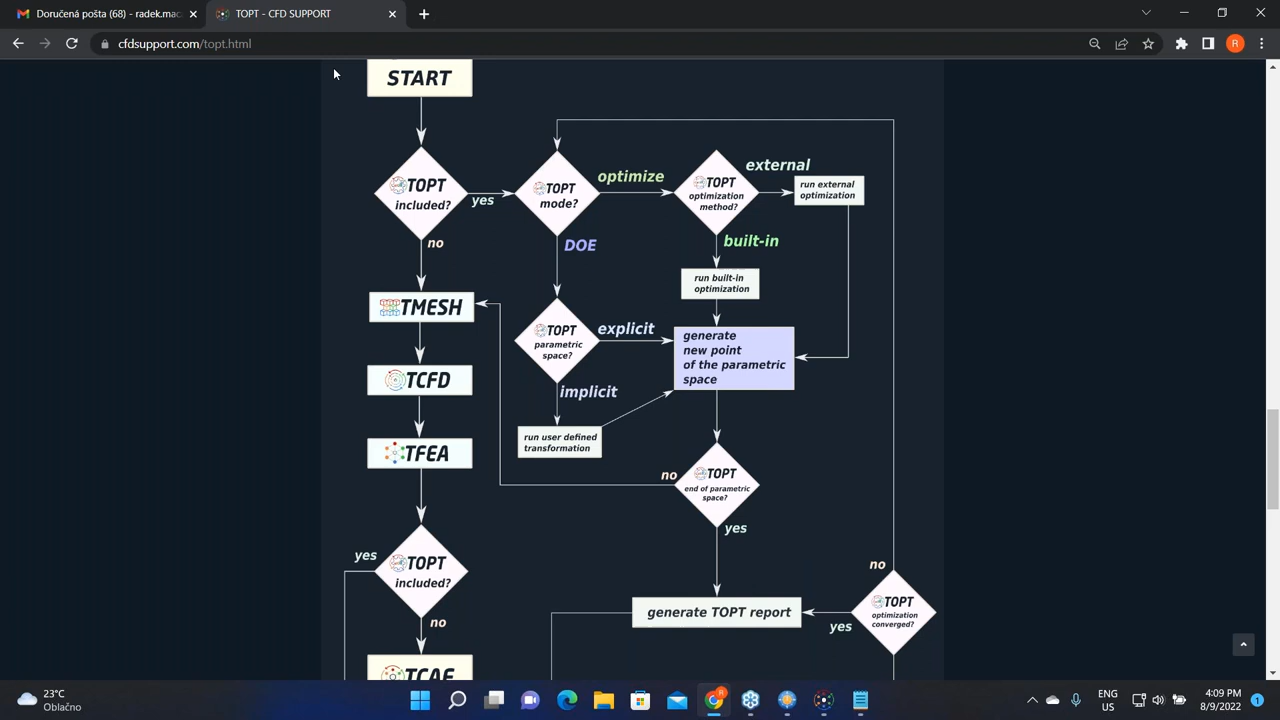 Doručená pošta (68) - radek.mac
TOPT - CFD SUPPORT
cfdsupport.com/topt.html
R
START
TOPT
included?
yes
no
TOPT
mode?
optimize
DOE
TOPT
optimization
method?
external
run external
optimization
built-in
run built-in
optimization
TMESH
TOPT
parametric
space?
explicit
implicit
generate
new point
of the parametric
space
run user defined
transformation
TCFD
TFEA
TOPT
end of parametric
space?
no
yes
TOPT
included?
yes
no
generate TOPT report
TOPT
optimization
converged?
no
yes
TCAE
23°C
Oblačno
ENG
US
4:09 PM
8/9/2022
1